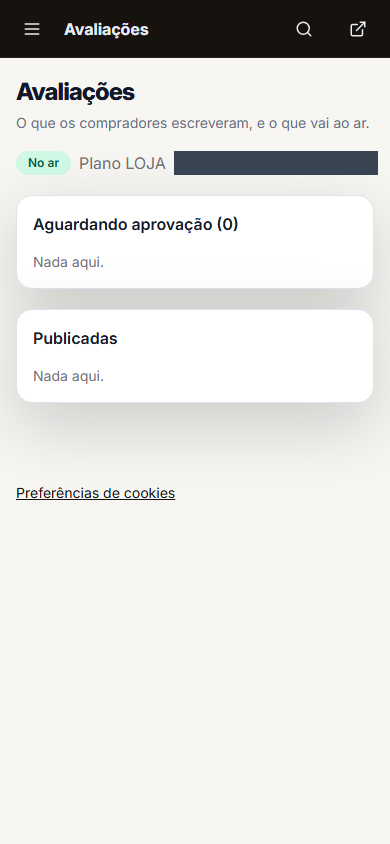 Avaliações
Avaliações
O que os compradores escreveram, e o que vai ao ar.
No ar Plano LOJA
Aguardando aprovação (0)
Nada aqui.
Publicadas
Nada aqui.
Preferências de cookies